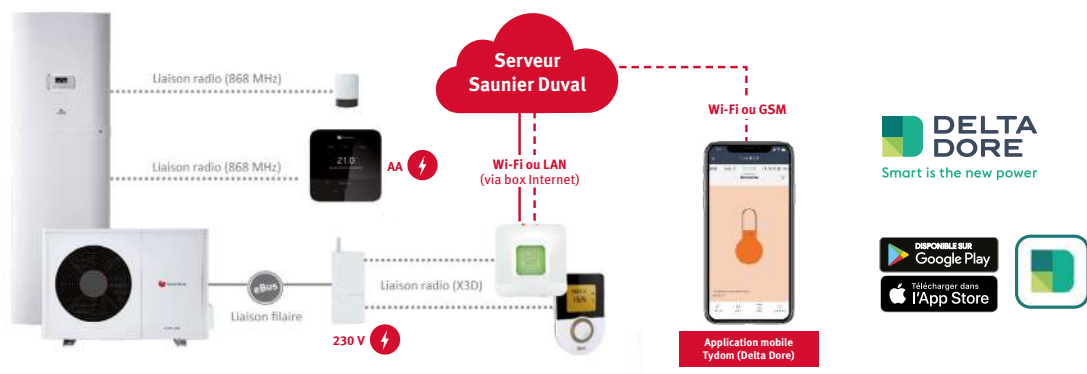 Liaison radio (868 MHz)
Liaison radio (868 MHz)
21.0
AA
eBus
Liaison filaire
230 V
Liaison radio (X3D)
Serveur
Saunier Duval
Wi-Fi ou LAN
(via box Internet)
Wi-Fi ou GSM
Application mobile
Tydom (Delta Dore)
DELTA
DORE
Smart is the new power
DISPONIBLE SUR
Google Play
Télécharger dans
l'App Store